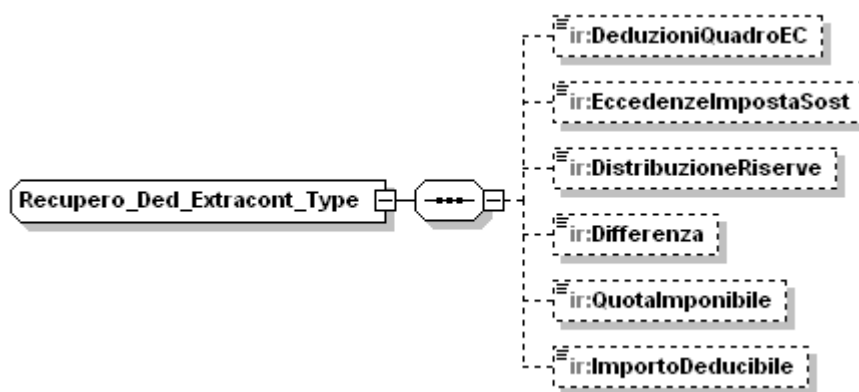 ir:DeduzioniQuadroEC
ir:EccedenzeImpostaSost
ir:DistribuzioneRiserve
Recupero_Ded_Extracont_Type
ir:Differenza
ir:QuotaImponibile
ir:ImportoDeducibile